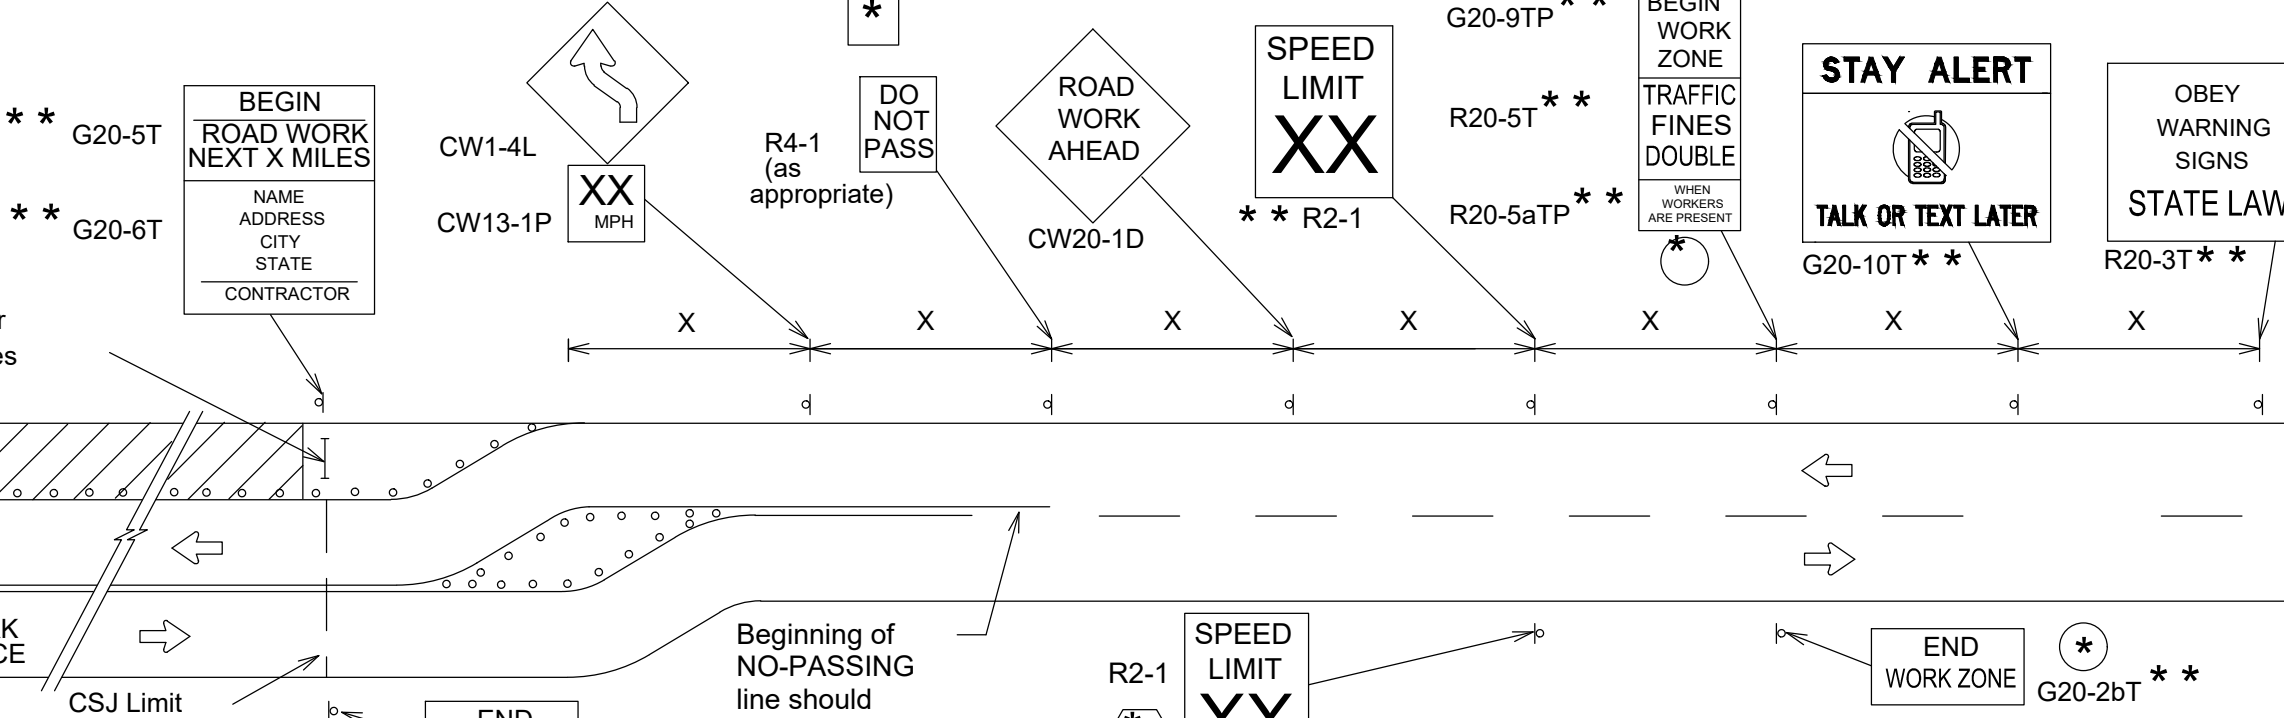 * * G20-5T
* * G20-6T
BEGIN
ROAD WORK
NEXT X MILES
NAME
ADDRESS
CITY
STATE
CONTRACTOR
CW1-4L
CW13-1P
XX
MPH
*
R4-1
(as
appropriate)
DO
NOT
PASS
ROAD
WORK
AHEAD
CW20-1D
SPEED
LIMIT
XX
* * R2-1
G20-9TP * *
R20-5T * *
R20-5aTP * *
BEGIN
WORK
ZONE
TRAFFIC
FINES
DOUBLE
WHEN
WORKERS
ARE PRESENT
*
STAY ALERT
TALK OR TEXT LATER
G20-10T * *
OBEY
WARNING
SIGNS
STATE LAW
R20-3T * *
X X X X X X X
CSJ Limit
END
Beginning of
NO-PASSING
line should
R2-1
*
SPEED
LIMIT
XX
END
WORK ZONE
*
G20-2bT * *